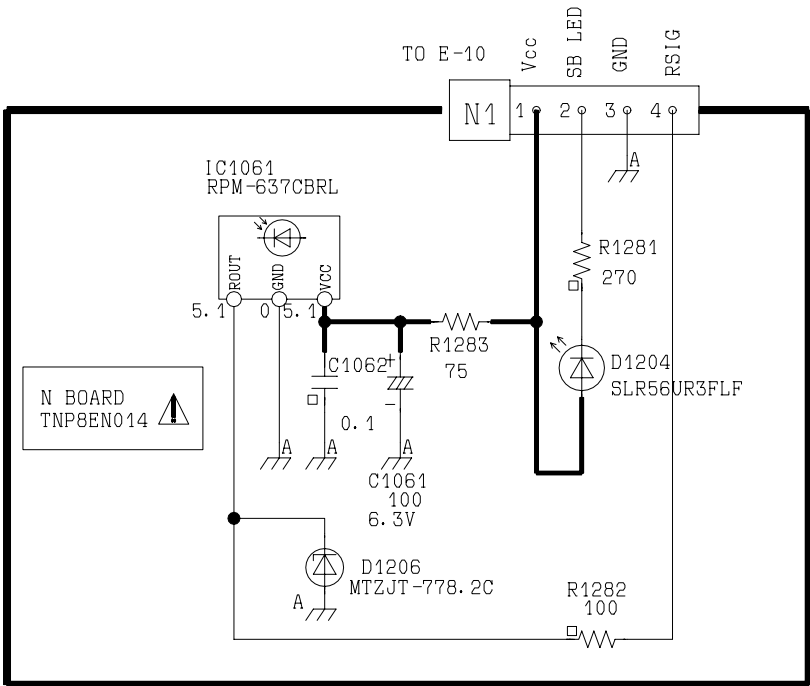 TO E-10
Vcc
SB LED
GND
RSIG
N1
1
2
3
4
A
IC1061
RPM-637CBRL
ROUT
GND
VCC
5.1
0
5.1
R1281
270
R1283
75
C1062
+
-
0.1
D1204
SLR56UR3FLF
N BOARD
TNP8EN014
!
A
A
A
C1061
100
6.3V
D1206
MTZJT-778.2C
A
R1282
100